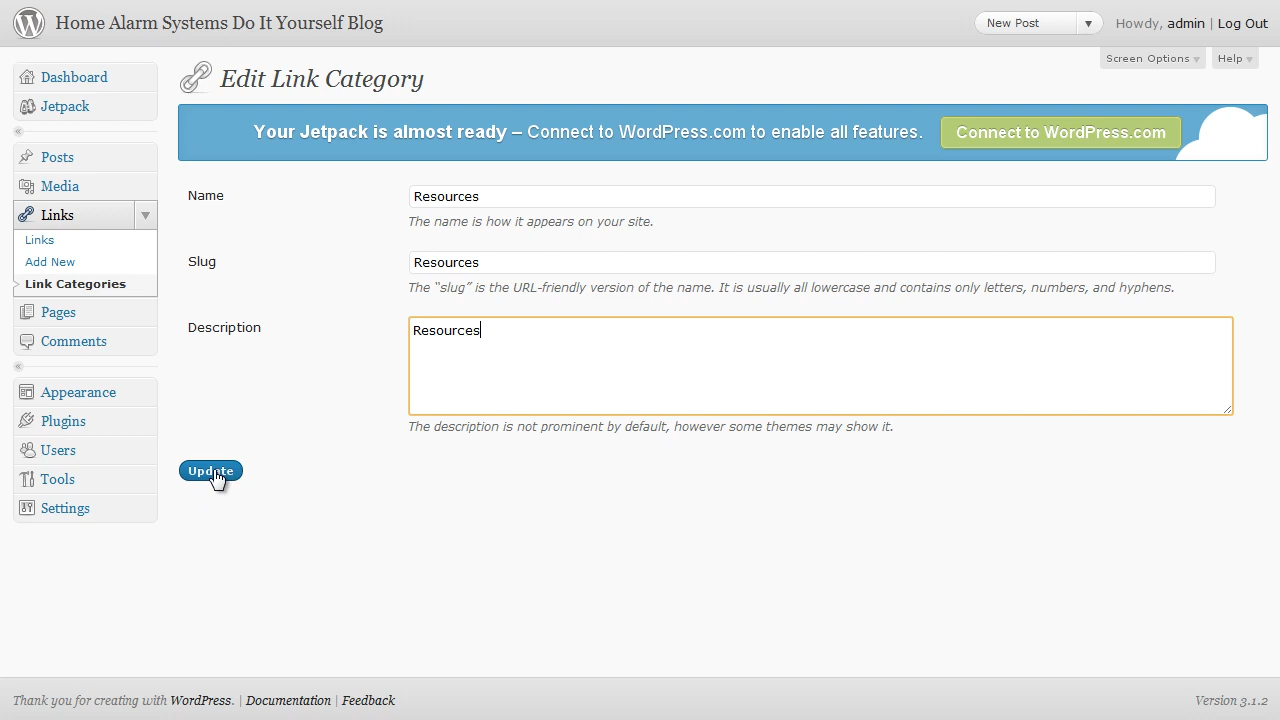 Home Alarm Systems Do It Yourself Blog
New Post
Howdy, admin | Log Out
Screen Options
Help
Dashboard
Jetpack
Posts
Media
Links
Links
Add New
Link Categories
Pages
Comments
Appearance
Plugins
Users
Tools
Settings
Edit Link Category
Your Jetpack is almost ready – Connect to WordPress.com to enable all features.
Connect to WordPress.com
Name
Resources
The name is how it appears on your site.
Slug
Resources
The “slug” is the URL-friendly version of the name. It is usually all lowercase and contains only letters, numbers, and hyphens.
Description
Resources
The description is not prominent by default, however some themes may show it.
Update
Thank you for creating with WordPress. | Documentation | Feedback
Version 3.1.2